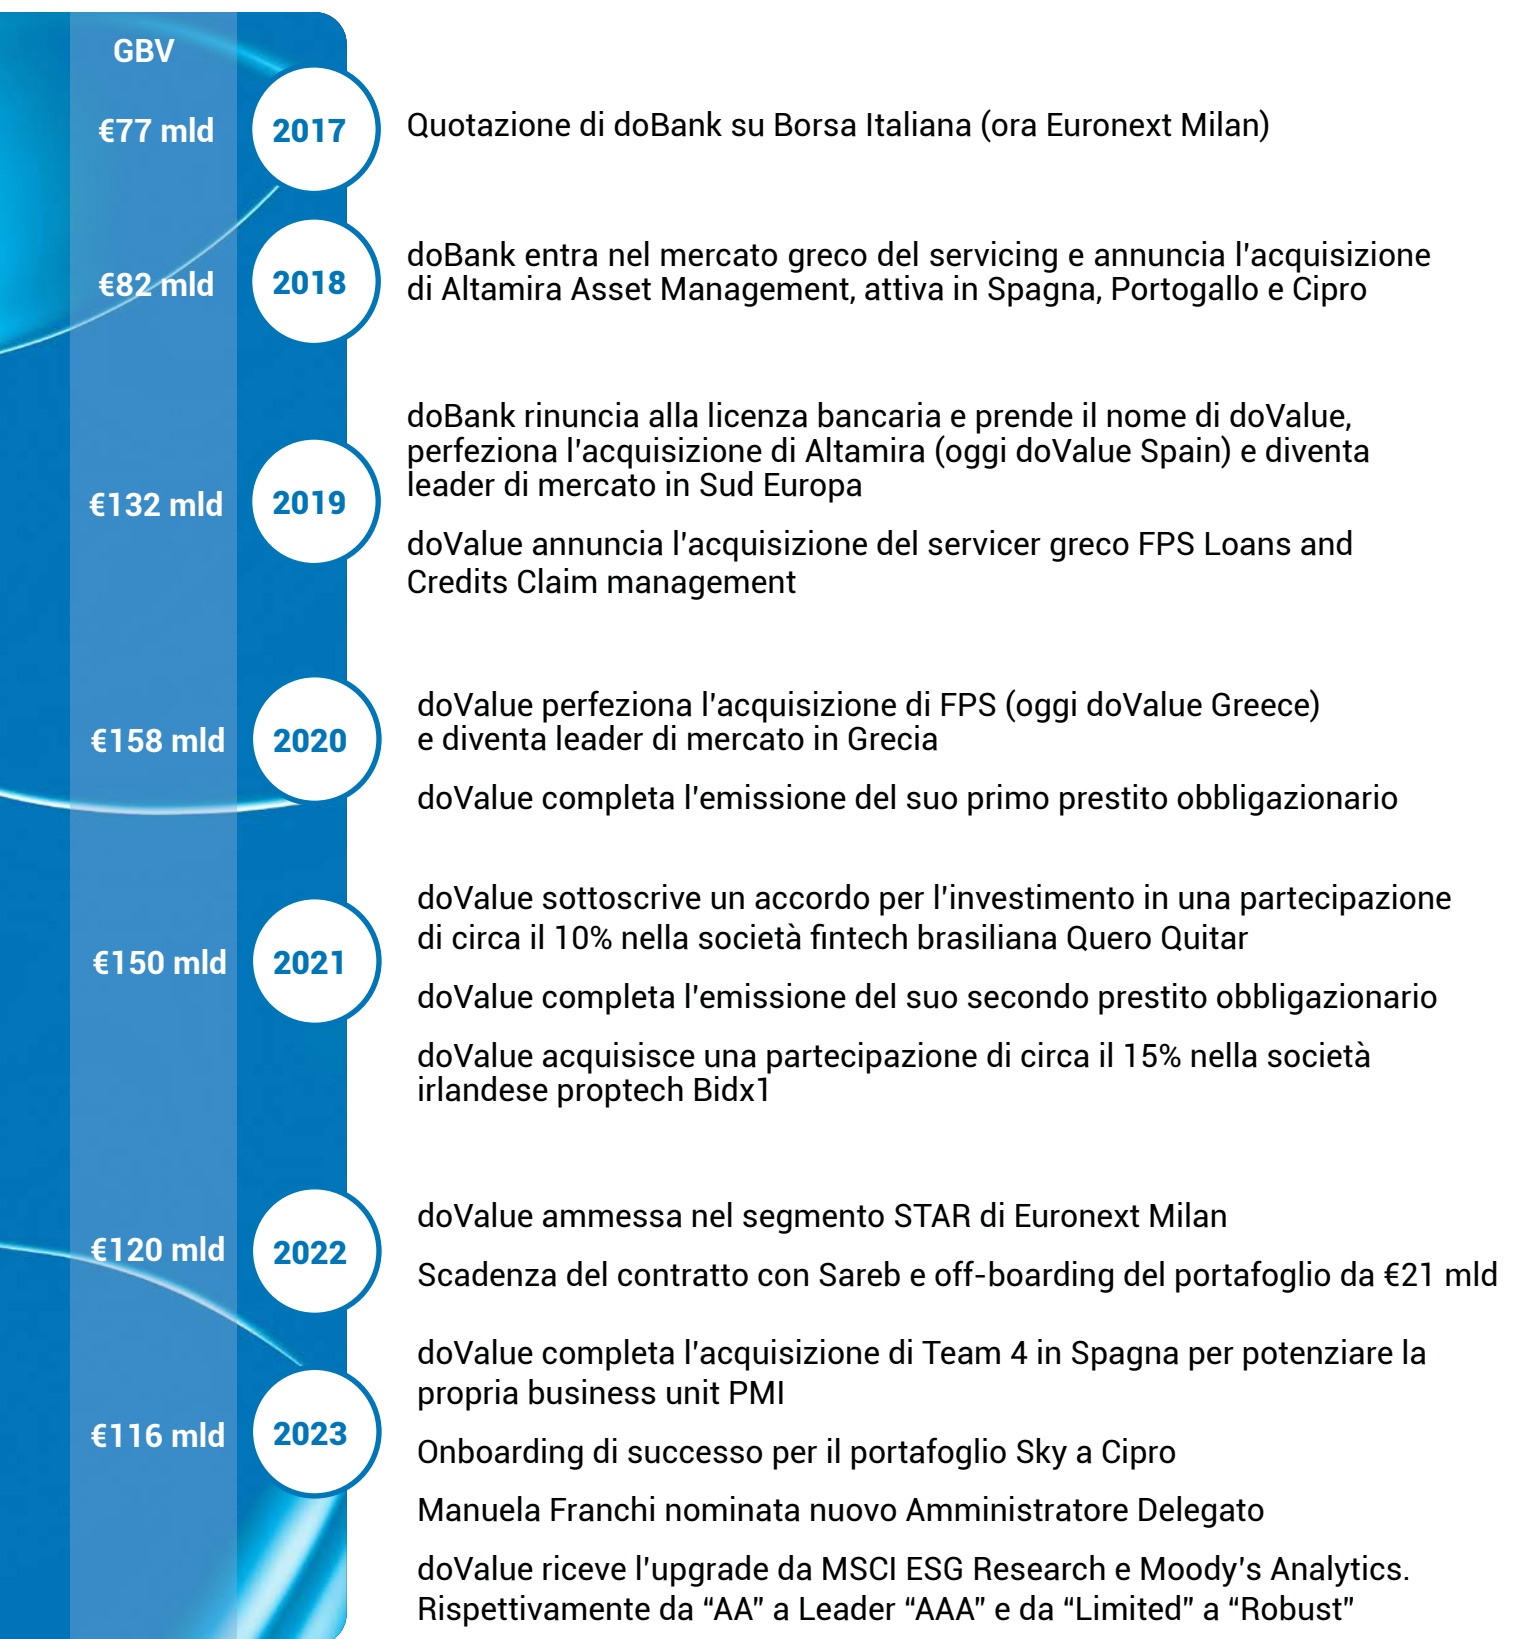 GBV
€77 mld
2017
Quotazione di doBank su Borsa Italiana (ora Euronext Milan)
€82 mld
2018
doBank entra nel mercato greco del servicing e annuncia l'acquisizione
di Altamira Asset Management, attiva in Spagna, Portogallo e Cipro
€132 mld
2019
doBank rinuncia alla licenza bancaria e prende il nome di doValue,
perfeziona l'acquisizione di Altamira (oggi doValue Spain) e diventa
leader di mercato in Sud Europa
doValue annuncia l'acquisizione del servicer greco FPS Loans and
Credits Claim management
€158 mld
2020
doValue perfeziona l'acquisizione di FPS (oggi doValue Greece)
e diventa leader di mercato in Grecia
doValue completa l'emissione del suo primo prestito obbligazionario
€150 mld
2021
doValue sottoscrive un accordo per l'investimento in una partecipazione
di circa il 10% nella società fintech brasiliana Quero Quitar
doValue completa l'emissione del suo secondo prestito obbligazionario
doValue acquisisce una partecipazione di circa il 15% nella società
irlandese proptech Bidx1
€120 mld
2022
doValue ammessa nel segmento STAR di Euronext Milan
Scadenza del contratto con Sareb e off-boarding del portafoglio da €21 mld
€116 mld
2023
doValue completa l'acquisizione di Team 4 in Spagna per potenziare la
propria business unit PMI
Onboarding di successo per il portafoglio Sky a Cipro
Manuela Franchi nominata nuovo Amministratore Delegato
doValue riceve l'upgrade da MSCI ESG Research e Moody's Analytics.
Rispettivamente da “AA” a Leader “AAA” e da “Limited” a “Robust”